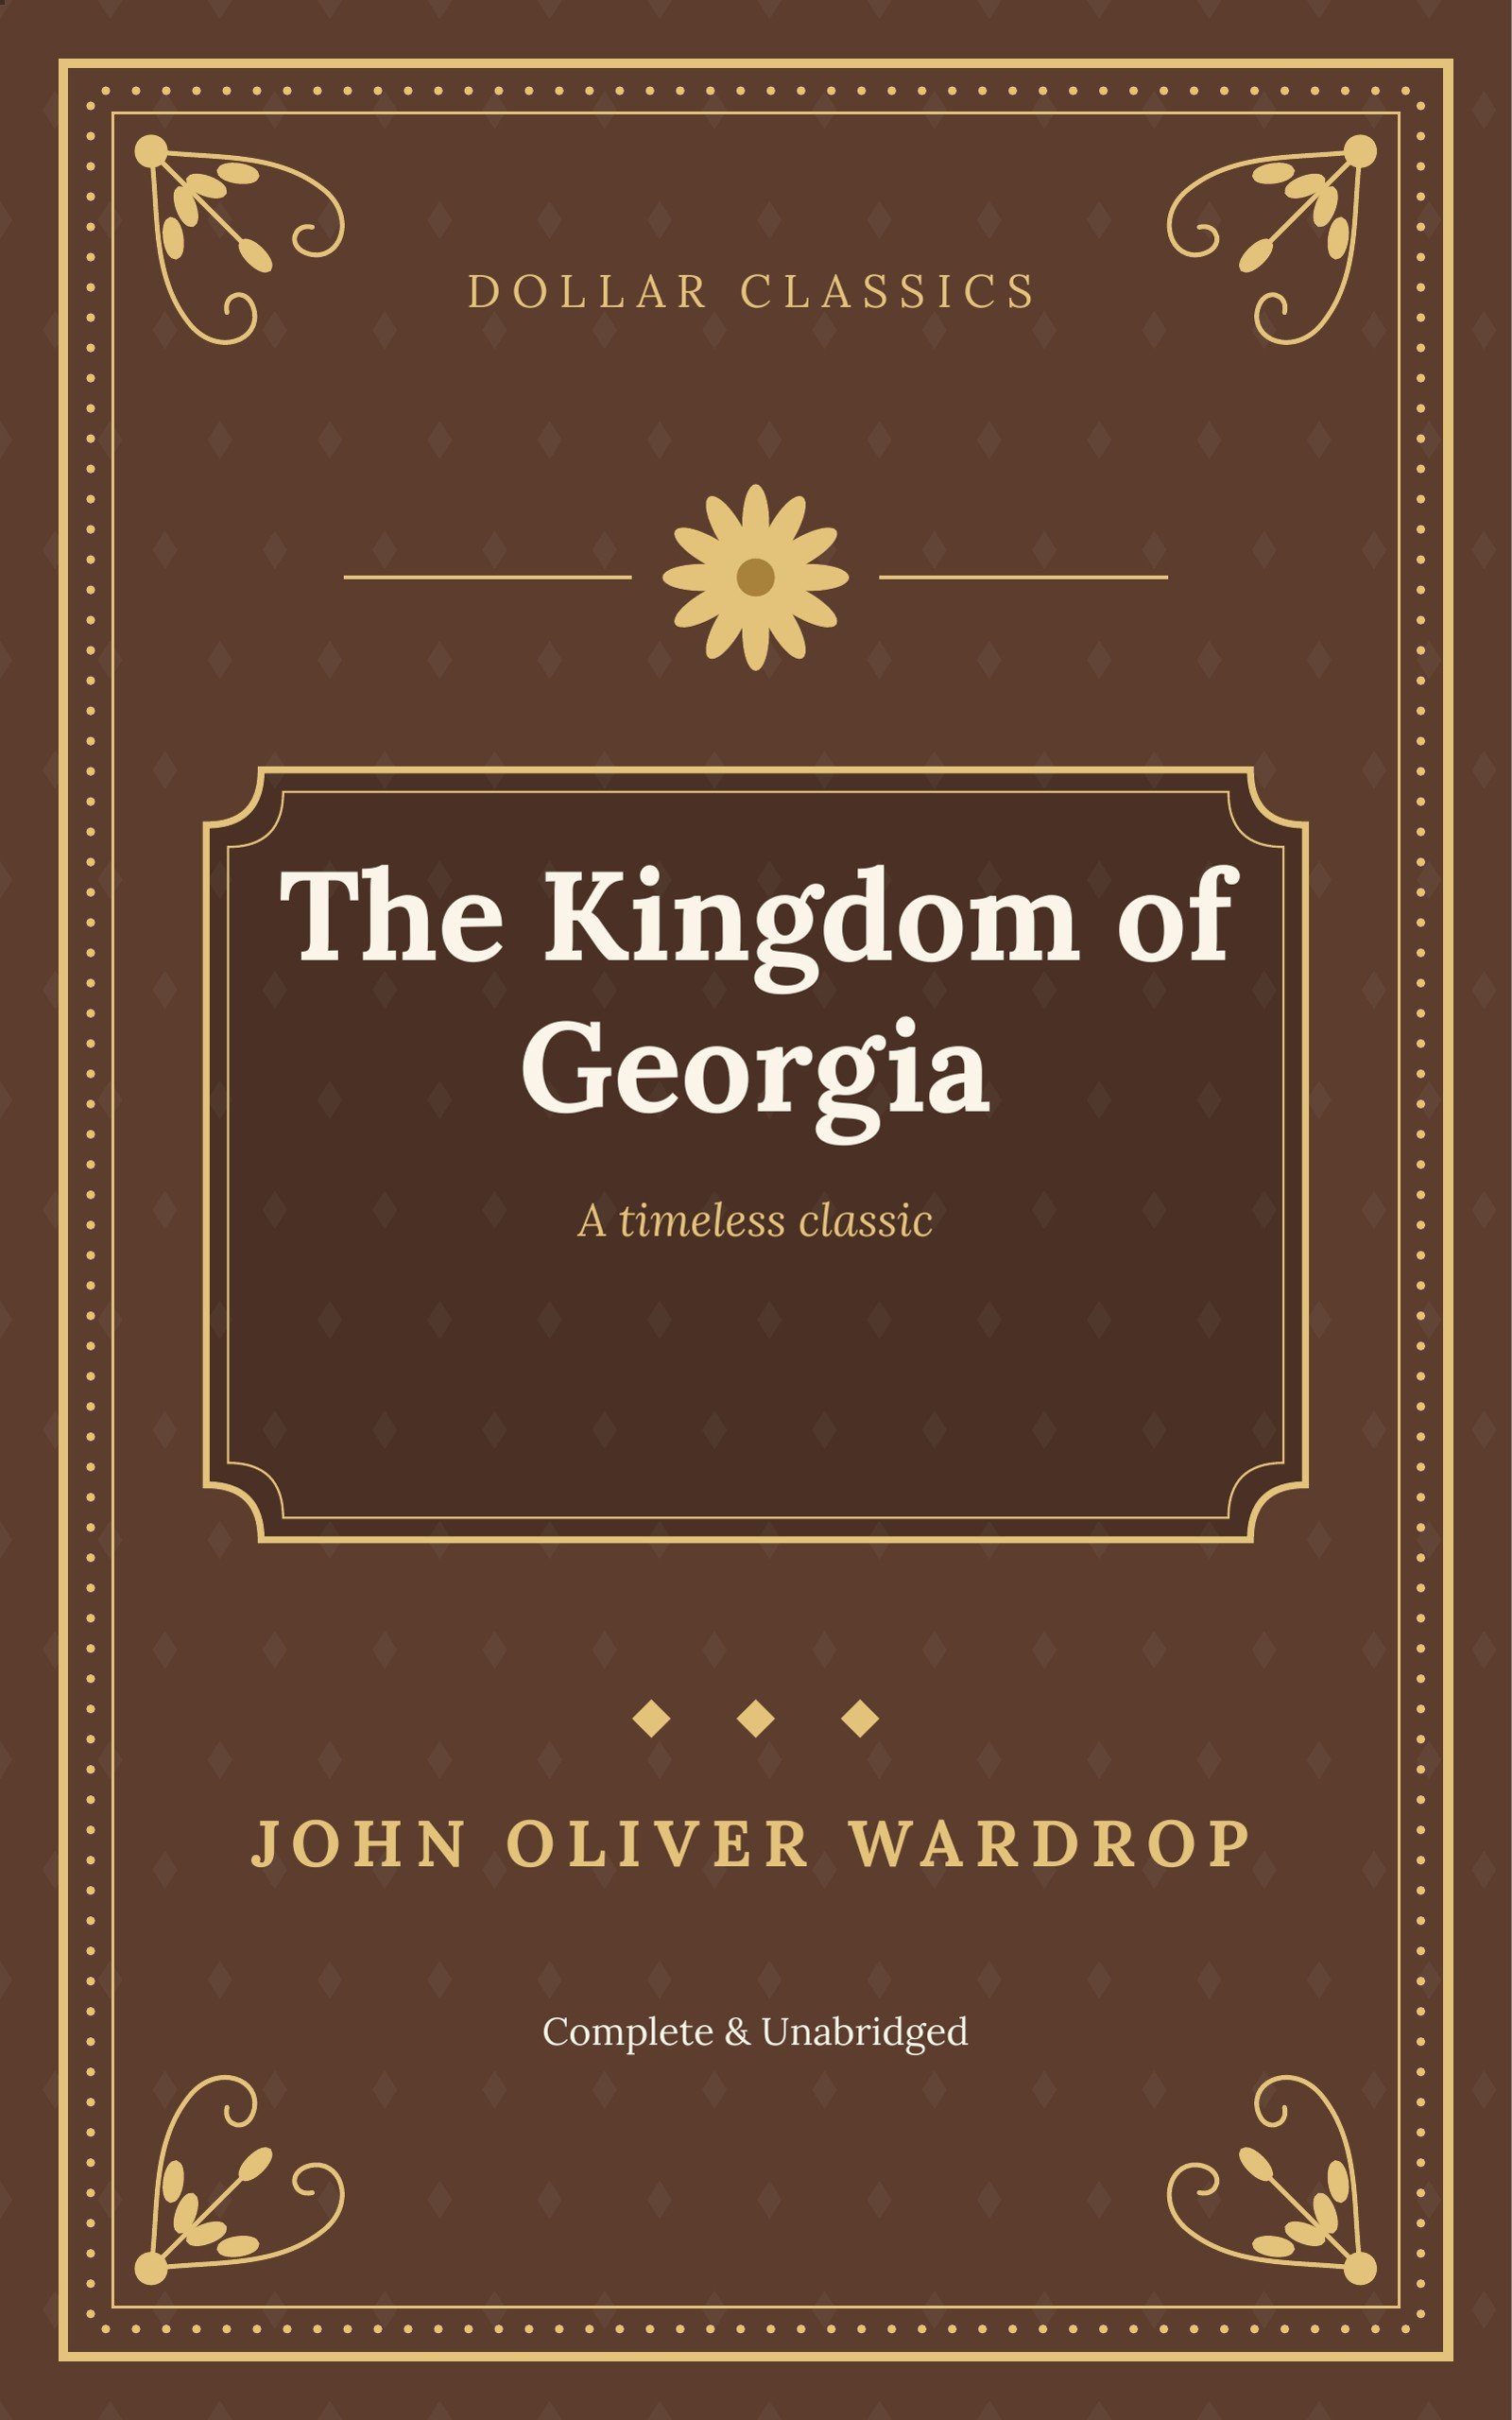 DOLLAR CLASSICS
The Kingdom of
Georgia
A timeless classic
JOHN OLIVER WARDROP
Complete & Unabridged